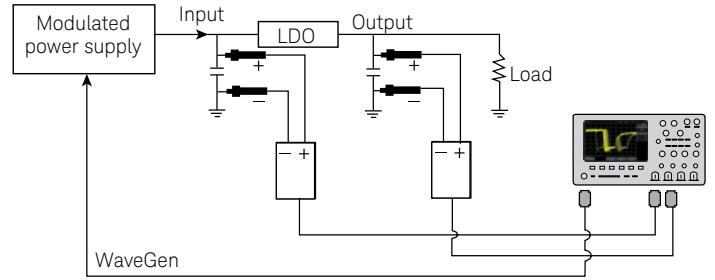 Modulated
power supply
Input
LDO
Output
Load
+
−
+
−
− +
− +
WaveGen